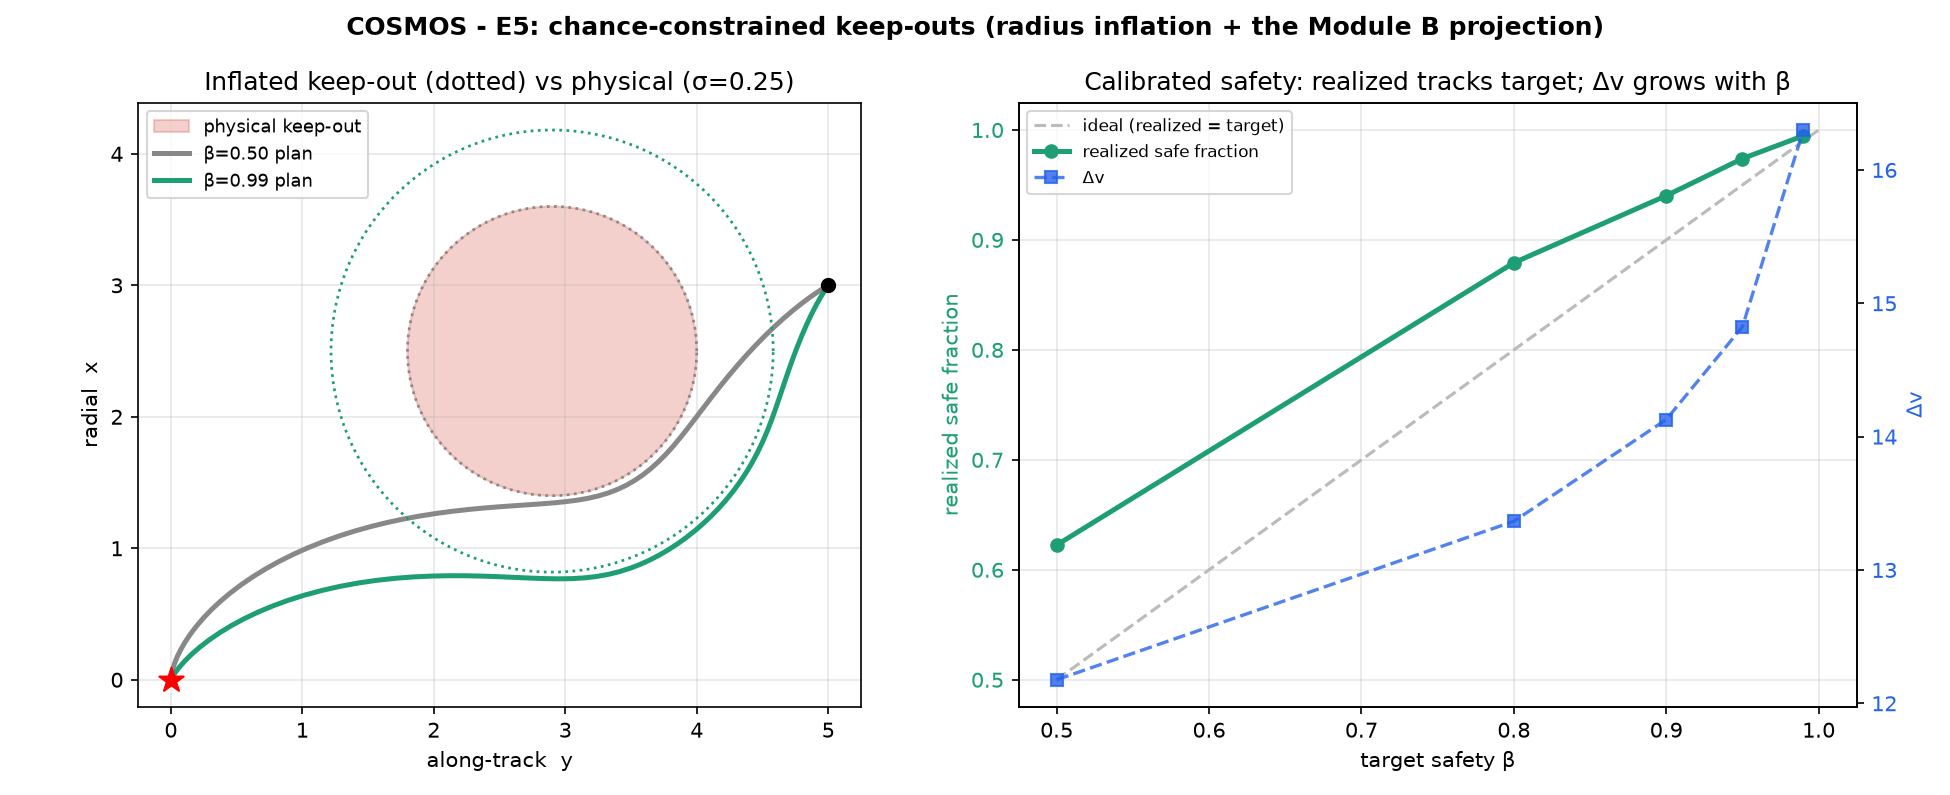 COSMOS - E5: chance-constrained keep-outs (radius inflation + the Module B projection)
Inflated keep-out (dotted) vs physical (σ=0.25)
physical keep-out
β=0.50 plan
β=0.99 plan
radial x
4
3
2
1
0
0 1 2 3 4 5
along-track y
Calibrated safety: realized tracks target; Δv grows with β
ideal (realized = target)
realized safe fraction
Δv
realized safe fraction
1.0
0.9
0.8
0.7
0.6
0.5
16
15
14
13
12
Δv
0.5 0.6 0.7 0.8 0.9 1.0
target safety β